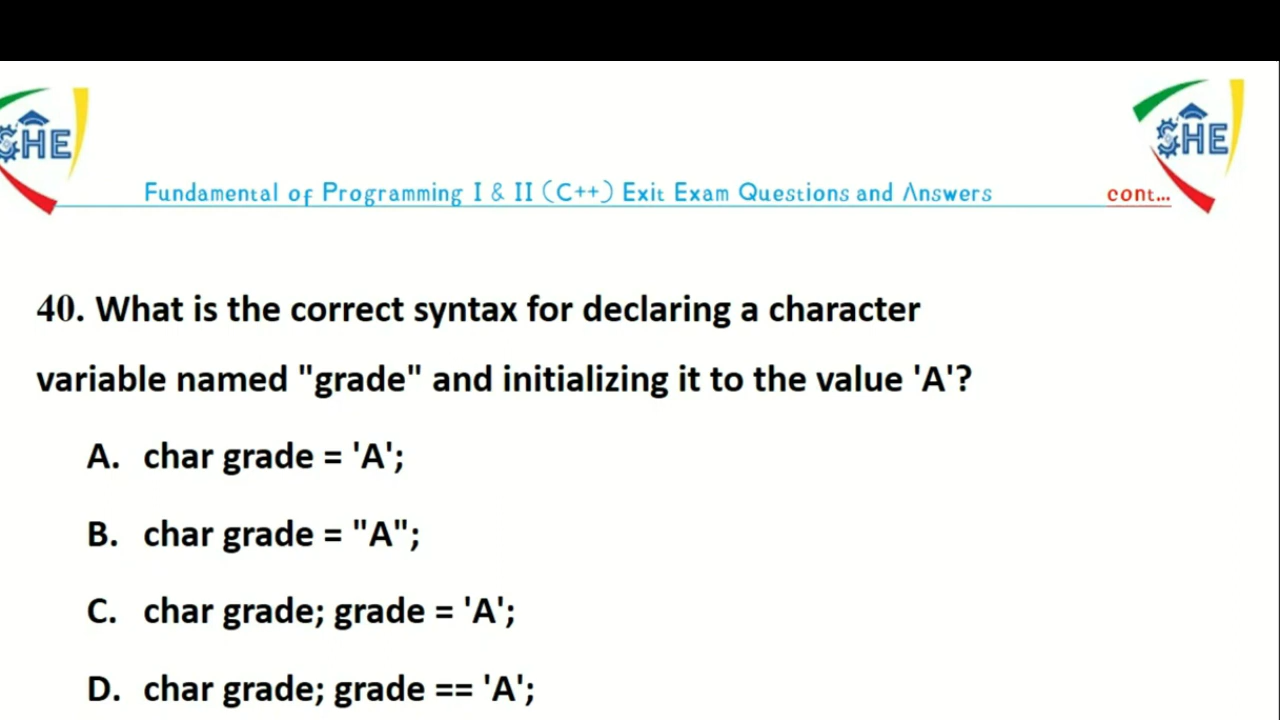 SHE SHE
Fundamental of Programming I & II (C++) Exit Exam Questions and Answers cont...
40. What is the correct syntax for declaring a character
variable named "grade" and initializing it to the value 'A'?
A. char grade = 'A';
B. char grade = "A";
C. char grade; grade = 'A';
D. char grade; grade == 'A';